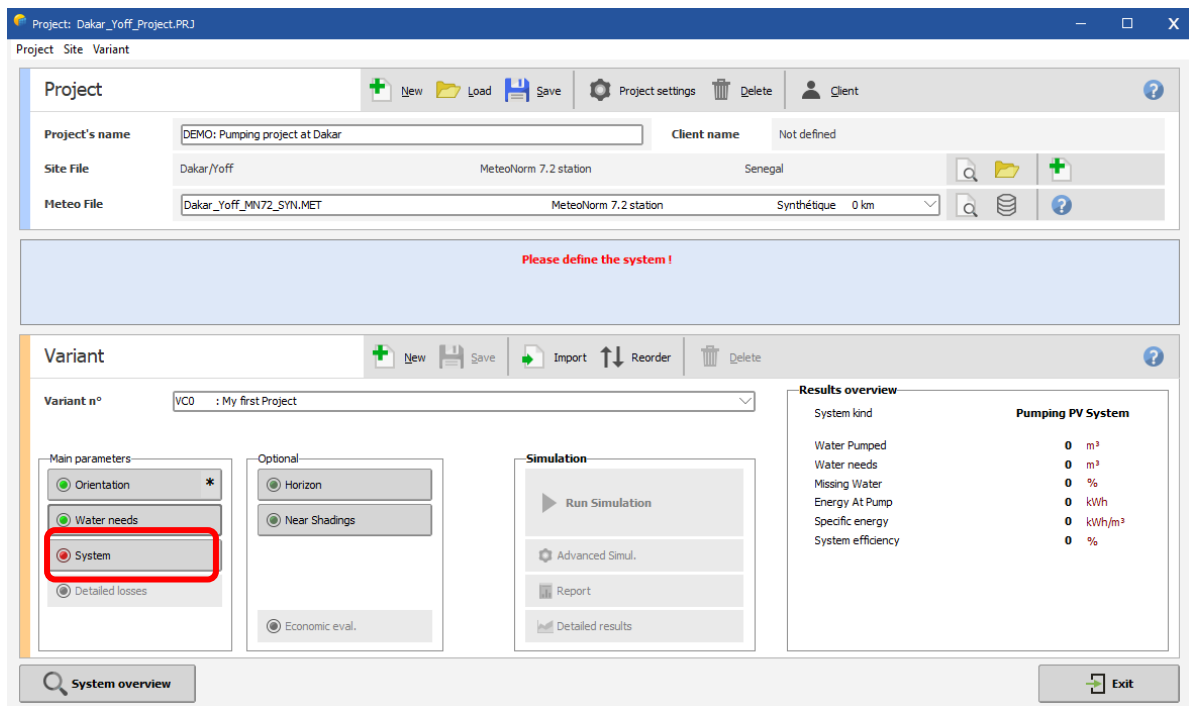 Project: Dakar_Yoff_Project.PRJ
Project Site Variant
Project New Load Save Project settings Delete Client
Project's name DEMO: Pumping project at Dakar Client name Not defined
Site File Dakar/Yoff MeteoNorm 7.2 station Senegal
Meteo File Dakar_Yoff_MN72_SYN.MET MeteoNorm 7.2 station Synthétique 0 km
Please define the system !
Variant New Save Import Reorder Delete
Variant n° VC0 : My first Project
Results overview
System kind Pumping PV System
Water Pumped 0 m³
Water needs 0 m³
Missing Water 0 %
Energy At Pump 0 kWh
Specific energy 0 kWh/m³
System efficiency 0 %
Main parameters
Orientation *
Water needs
System
Detailed losses
Optional
Horizon
Near Shadings
Economic eval.
Simulation
Run Simulation
Advanced Simul.
Report
Detailed results
System overview
Exit